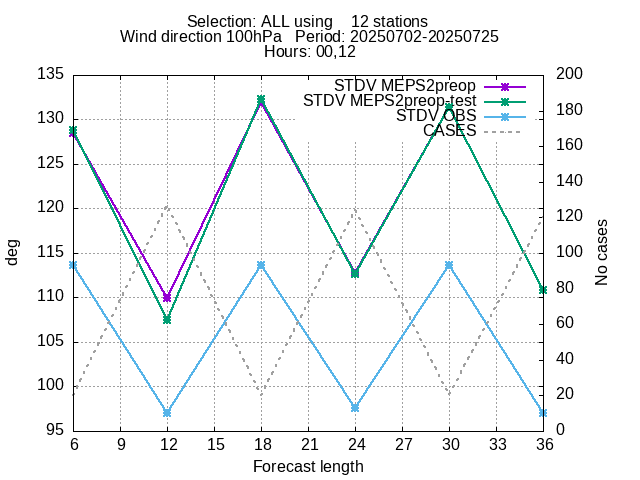 Selection: ALL using    12 stations
Wind direction 100hPa   Period: 20250702-20250725
Hours: 00,12
STDV MEPS2preop
STDV MEPS2preop-test
STDV OBS
CASES
135
130
125
120
115
110
105
100
95
deg
200
180
160
140
120
100
80
60
40
20
0
No cases
6 9 12 15 18 21 24 27 30 33 36
Forecast length